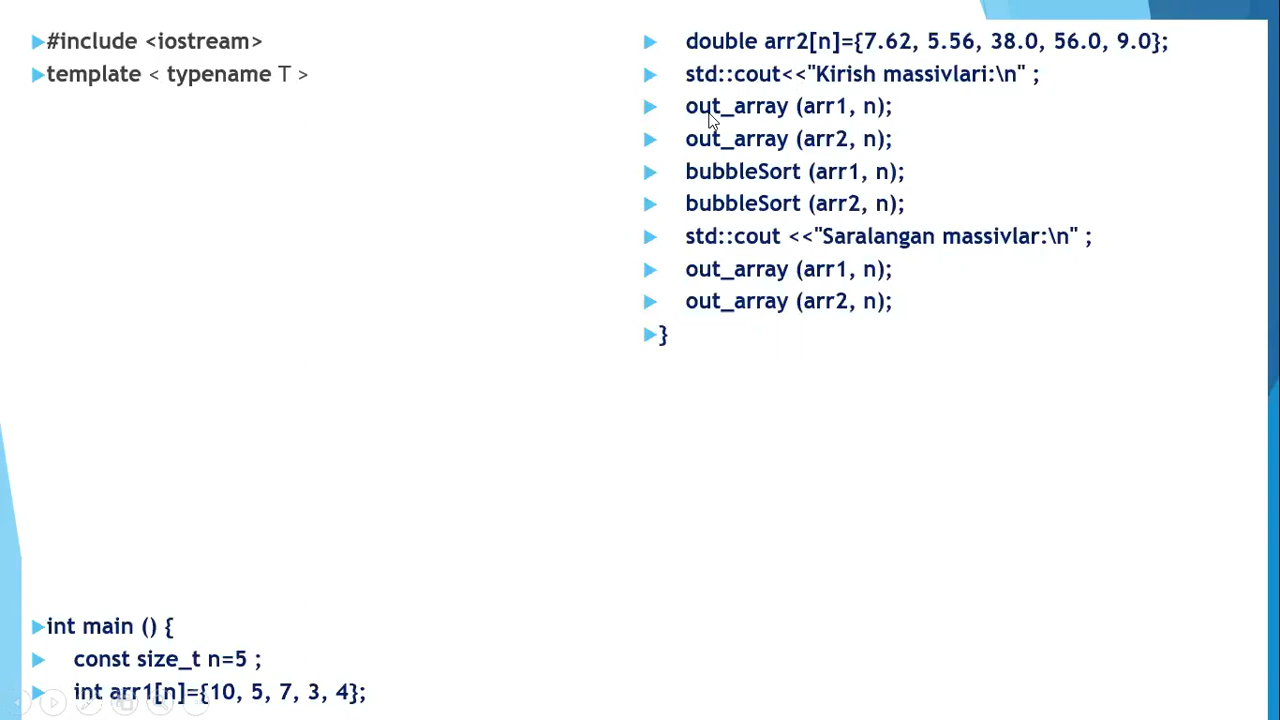 #include <iostream>
template < typename T >
int main () {
const size_t n=5 ;
int arr1[n]={10, 5, 7, 3, 4};
double arr2[n]={7.62, 5.56, 38.0, 56.0, 9.0};
std::cout<<"Kirish massivlari:\n" ;
out_array (arr1, n);
out_array (arr2, n);
bubbleSort (arr1, n);
bubbleSort (arr2, n);
std::cout <<"Saralangan massivlar:\n" ;
out_array (arr1, n);
out_array (arr2, n);
}